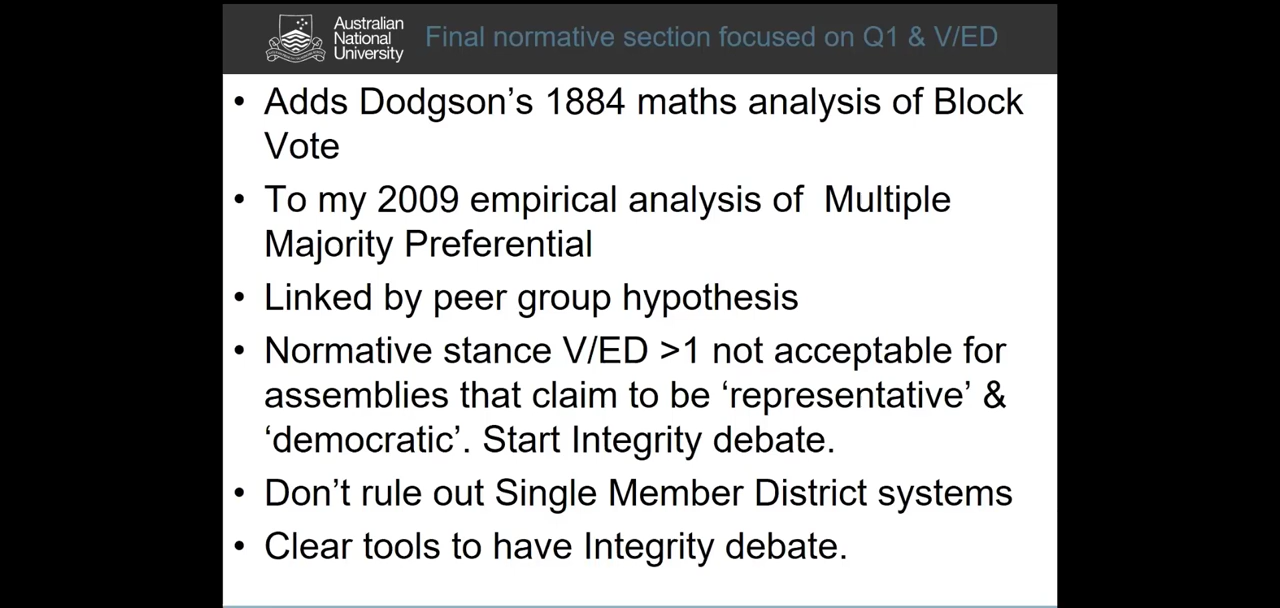 Australian
National
University
Final normative section focused on Q1 & V/ED
• Adds Dodgson’s 1884 maths analysis of Block
Vote
• To my 2009 empirical analysis of Multiple
Majority Preferential
• Linked by peer group hypothesis
• Normative stance V/ED >1 not acceptable for
assemblies that claim to be ‘representative’ &
‘democratic’. Start Integrity debate.
• Don’t rule out Single Member District systems
• Clear tools to have Integrity debate.